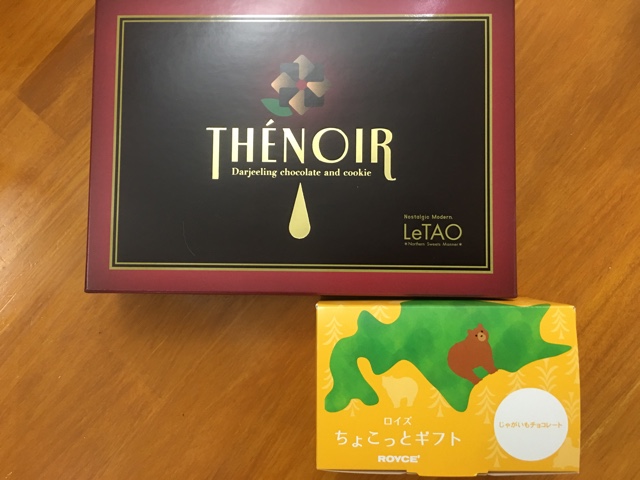 THÉNOIR
Darjeeling chocolate and cookie
Nostalgic Modern.
LeTAO
ロイズ
ちょこっとギフト
じゃがいもチョコレート
ROYCE'